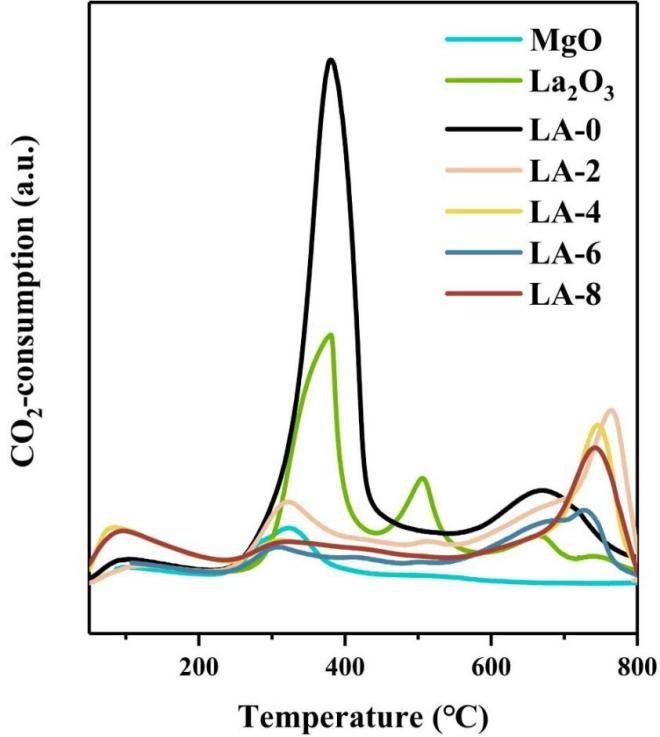 MgO
La₂O₃
LA-0
LA-2
LA-4
LA-6
LA-8
CO₂-consumption (a.u.)
200 400 600 800
Temperature (℃)